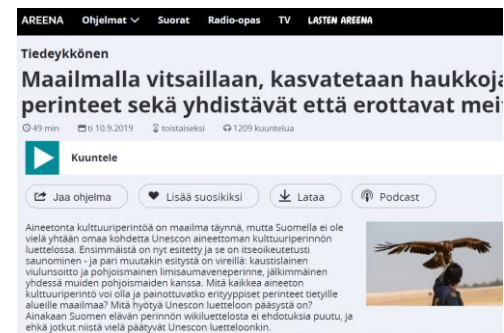 AREENA Ohjelmat Suorat Radio-opas TV LASTEN AREENA
Tiedeykkönen
Maailmalla vitsaillaan, kasvatetaan haukkoja
perinteet sekä yhdistävät että erottavat mei
49 min ti 10.9.2019 toistaiseksi 1209 kuuntelua
Kuuntele
Jaa ohjelma Lisää suosikiksi Lataa Podcast
Aineetonta kulttuuriperintöä on maailma täynnä, mutta Suomella ei ole
vielä yhtään omaa kohdetta Unescon aineettoman kulttuuriperinnön
luettelossa. Ensimmäistä on nyt esitetty ja se on itseoikeutetusti
saunominen - ja pari muutakin esitystä on vireillä: kaustislainen
viulunsoitto ja pohjoismainen limisaumaveneperinne, jälkimmäinen
yhdessä muiden pohjoismaiden kanssa. Mitä kaikkea aineeton
kulttuuriperintö voi olla ja painottuvatko erityyppiset perinteet tietyille
alueille maailmaa? Mitä hyötyä Unescon luetteloon pääsystä on?
Ainakaan Suomen elävän perinnön wikiluettelosta ei ehdotuksia puutu, ja
ehkä jotkut niistä vielä päätyvät Unescon luetteloonkin.